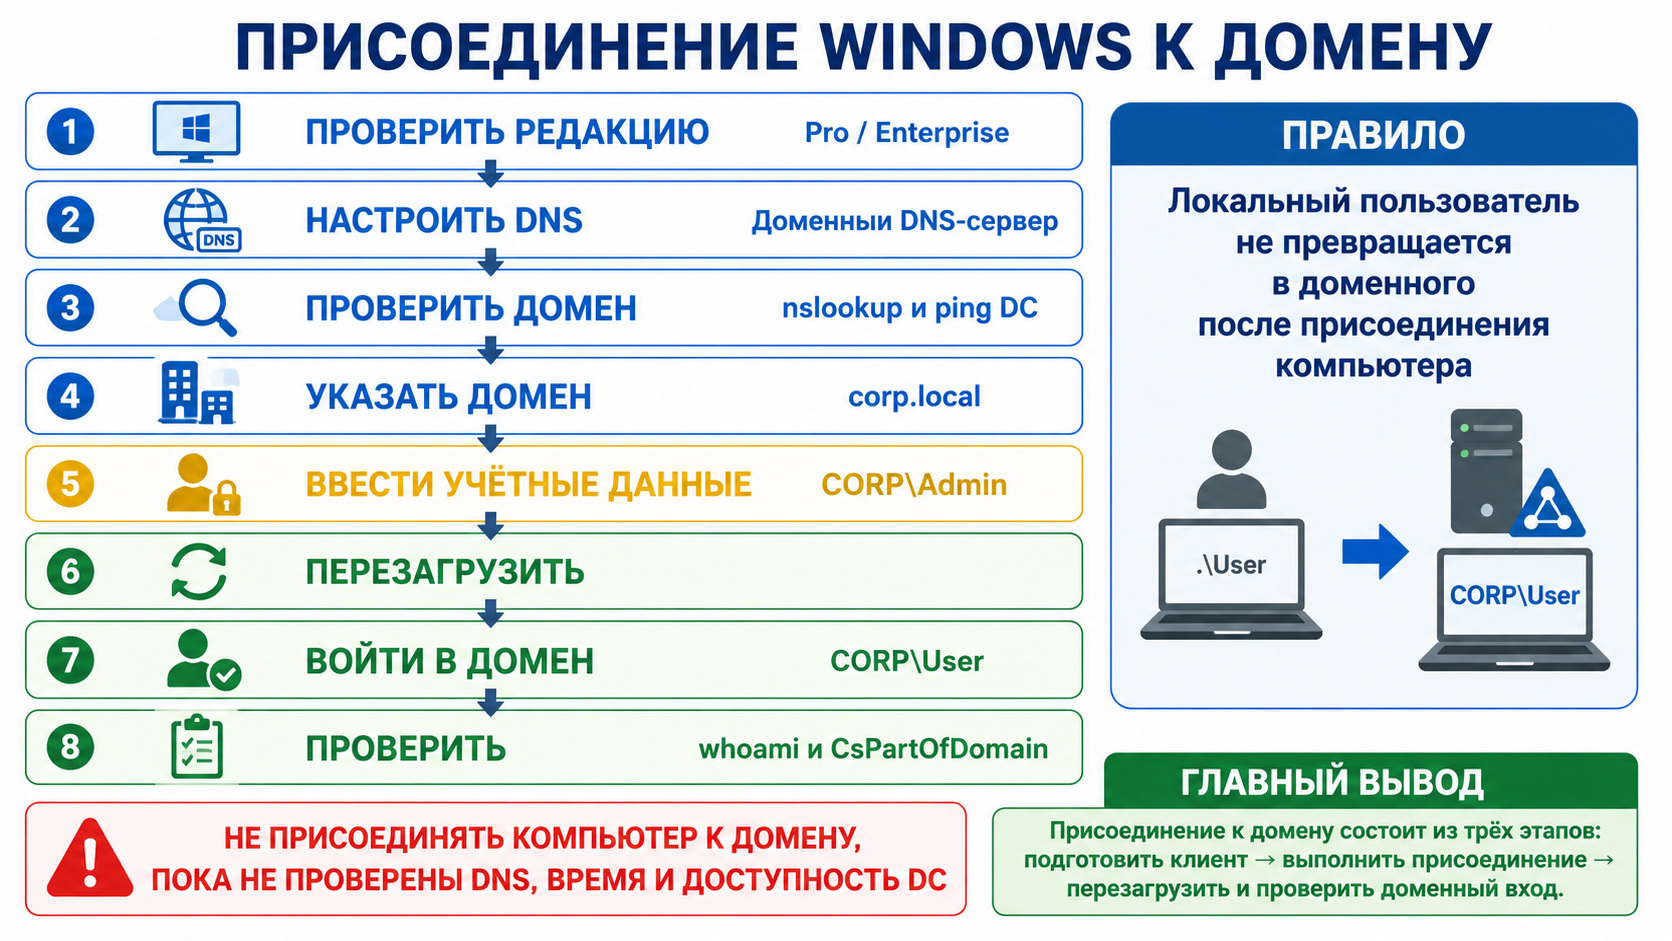 ПРИСОЕДИНЕНИЕ WINDOWS К ДОМЕНУ
1 ПРОВЕРИТЬ РЕДАКЦИЮ Pro / Enterprise
2 DNS НАСТРОИТЬ DNS Доменныи DNS-сервер
3 ПРОВЕРИТЬ ДОМЕН nslookup и ping DC
4 УКАЗАТЬ ДОМЕН corp.local
5 ВВЕСТИ УЧЁТНЫЕ ДАННЫЕ CORP\Admin
6 ПЕРЕЗАГРУЗИТЬ
7 ВОЙТИ В ДОМЕН CORP\User
8 ПРОВЕРИТЬ whoami и CsPartOfDomain
НЕ ПРИСОЕДИНЯТЬ КОМПЬЮТЕР К ДОМЕНУ,
ПОКА НЕ ПРОВЕРЕНЫ DNS, ВРЕМЯ И ДОСТУПНОСТЬ DC
ПРАВИЛО
Локальный пользователь
не превращается
в доменного
после присоединения
компьютера
.\User
CORP\User
ГЛАВНЫЙ ВЫВОД
Присоединение к домену состоит из трёх этапов:
подготовить клиент → выполнить присоединение →
перезагрузить и проверить доменный вход.